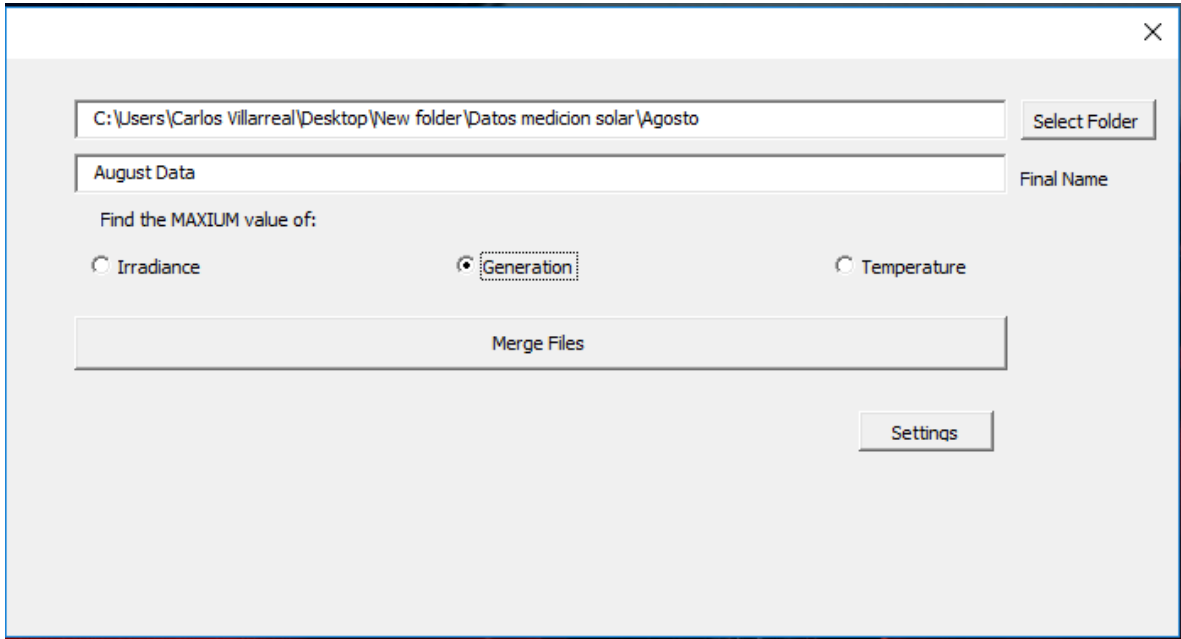 C:\Users\Carlos Villarreal\Desktop\New folder\Datos medicion solar\Agosto
Select Folder
August Data
Final Name
Find the MAXIUM value of:
Irradiance
Generation
Temperature
Merge Files
Settings